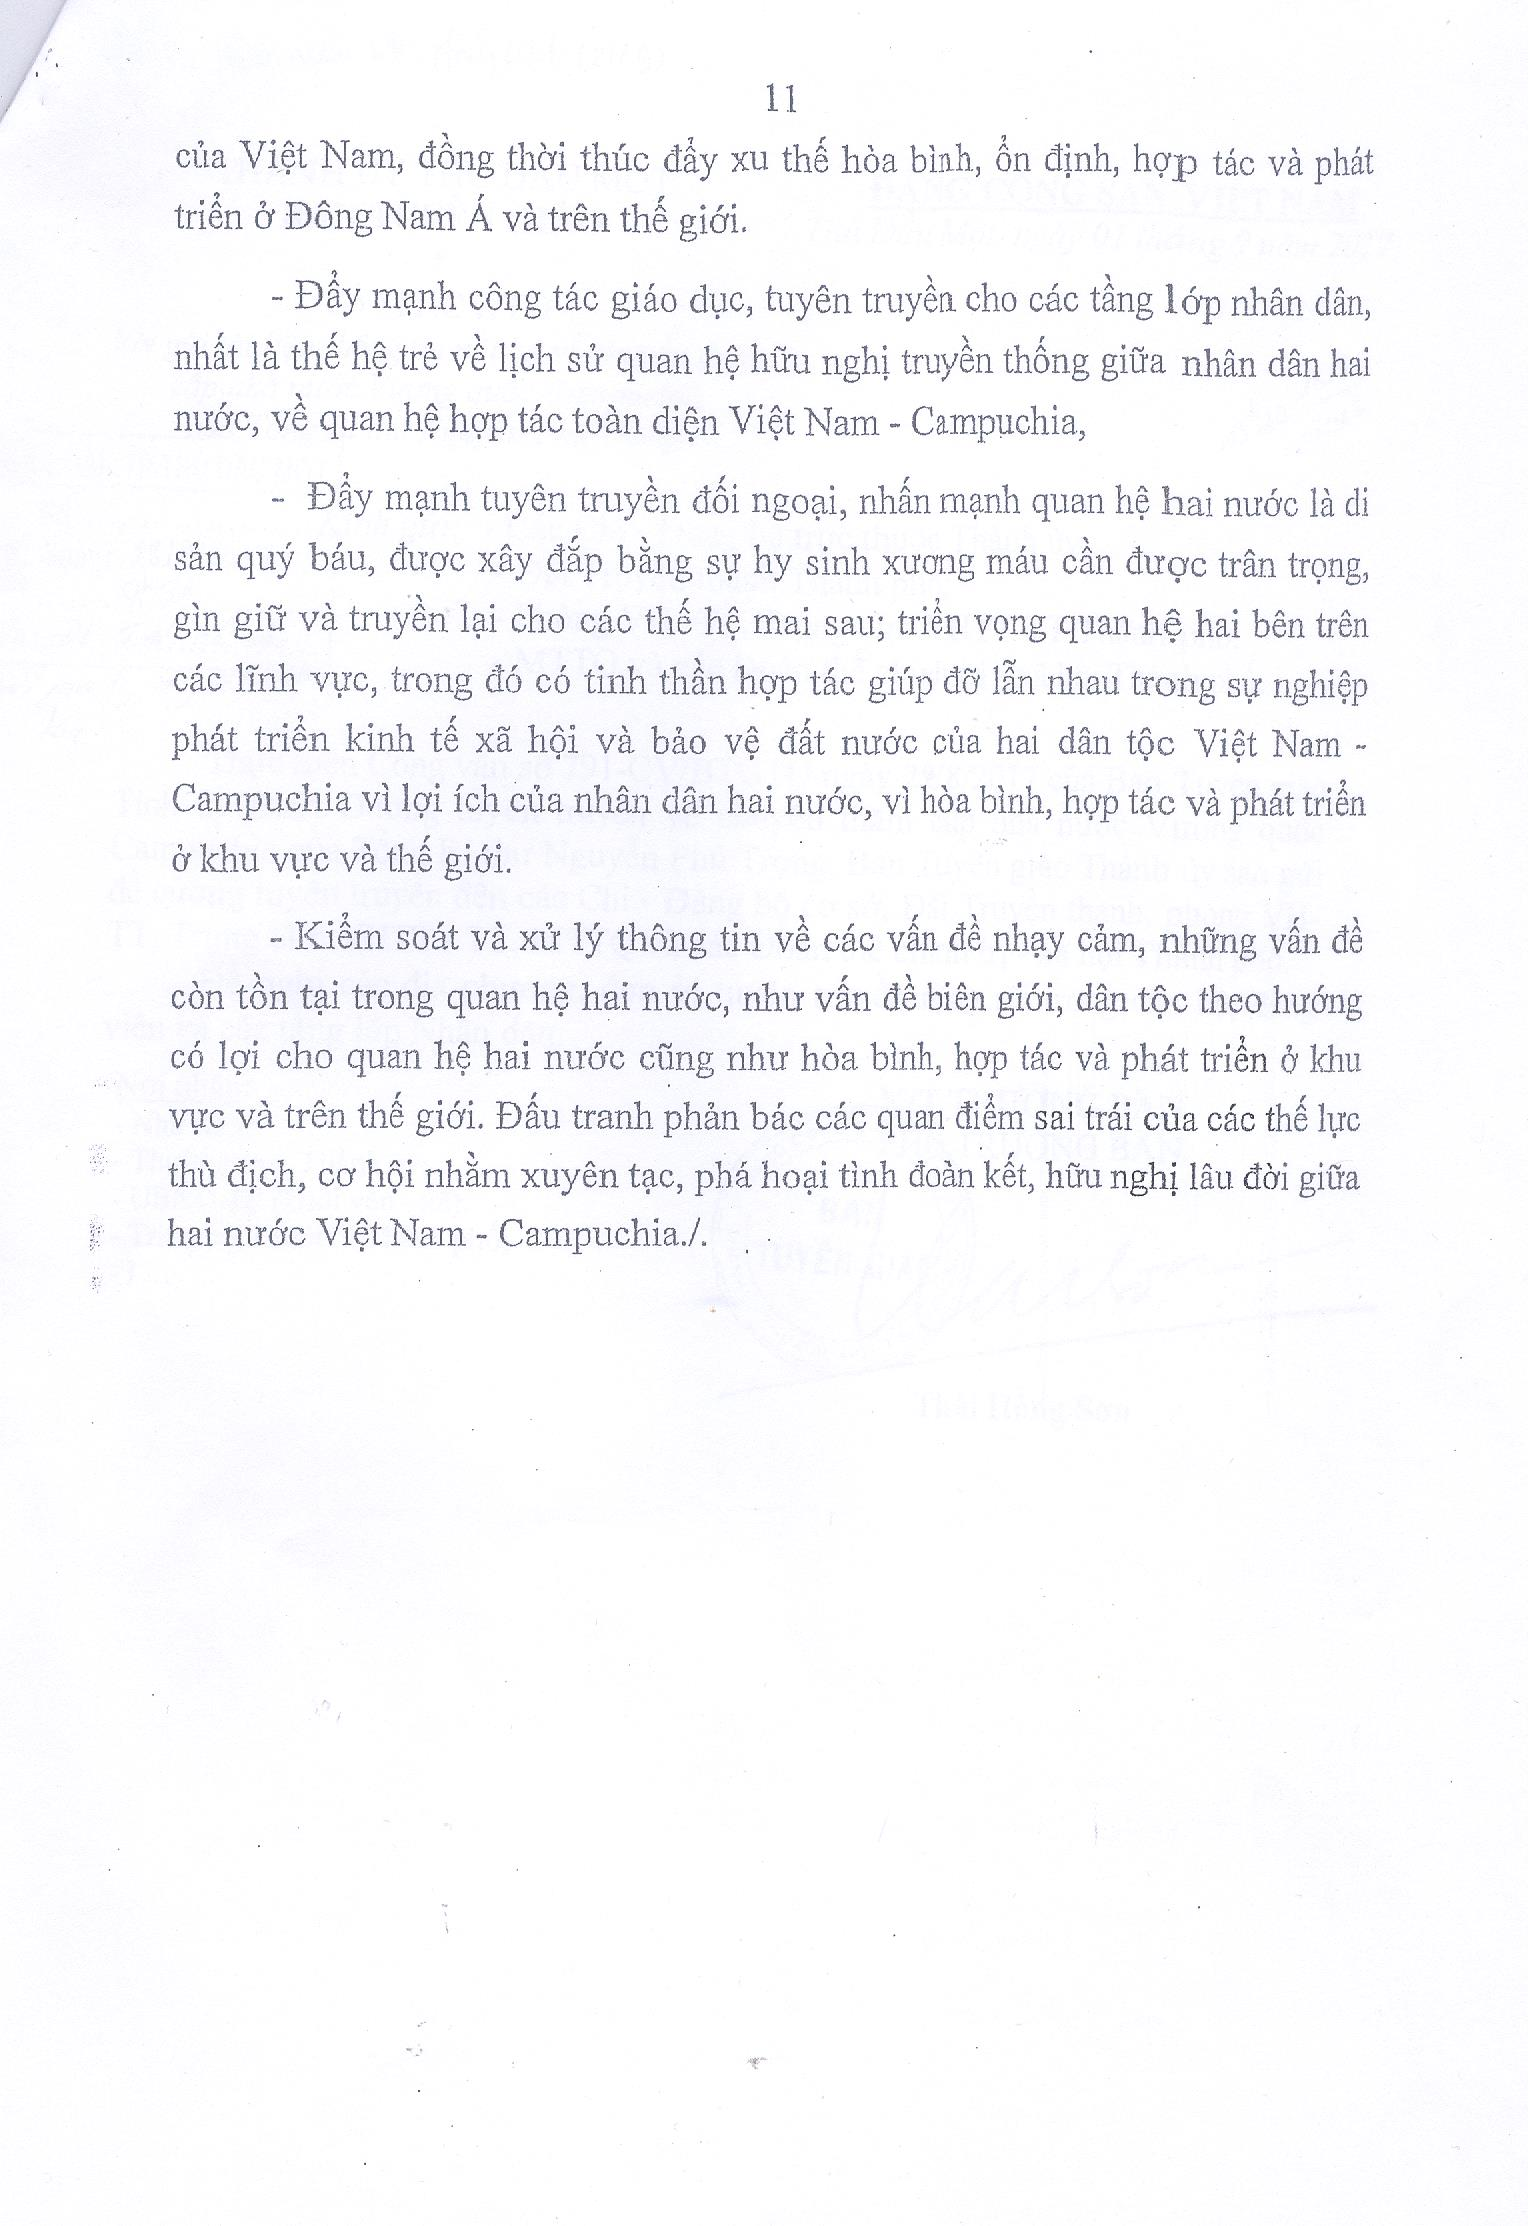 11
của Việt Nam, đồng thời thúc đẩy xu thế hòa bình, ổn định, hợp tác và phát
triển ở Đông Nam Á và trên thế giới.
- Đẩy mạnh công tác giáo dục, tuyên truyền cho các tầng lớp nhân dân,
nhất là thế hệ trẻ về lịch sử quan hệ hữu nghị truyền thống giữa nhân dân hai
nước, về quan hệ hợp tác toàn diện Việt Nam - Campuchia,
- Đẩy mạnh tuyên truyền đối ngoại, nhấn mạnh quan hệ hai nước là di
sản quý báu, được xây đắp bằng sự hy sinh xương máu cần được trân trọng,
gìn giữ và truyền lại cho các thế hệ mai sau; triển vọng quan hệ hai bên trên
các lĩnh vực, trong đó có tinh thần hợp tác giúp đỡ lẫn nhau trong sự nghiệp
phát triển kinh tế xã hội và bảo vệ đất nước của hai dân tộc Việt Nam -
Campuchia vì lợi ích của nhân dân hai nước, vì hòa bình, hợp tác và phát triển
ở khu vực và thế giới.
- Kiểm soát và xử lý thông tin về các vấn đề nhạy cảm, những vấn đề
còn tồn tại trong quan hệ hai nước, như vấn đề biên giới, dân tộc theo hướng
có lợi cho quan hệ hai nước cũng như hòa bình, hợp tác và phát triển ở khu
vực và trên thế giới. Đấu tranh phản bác các quan điểm sai trái của các thế lực
thù địch, cơ hội nhằm xuyên tạc, phá hoại tình đoàn kết, hữu nghị lâu đời giữa
hai nước Việt Nam - Campuchia./.